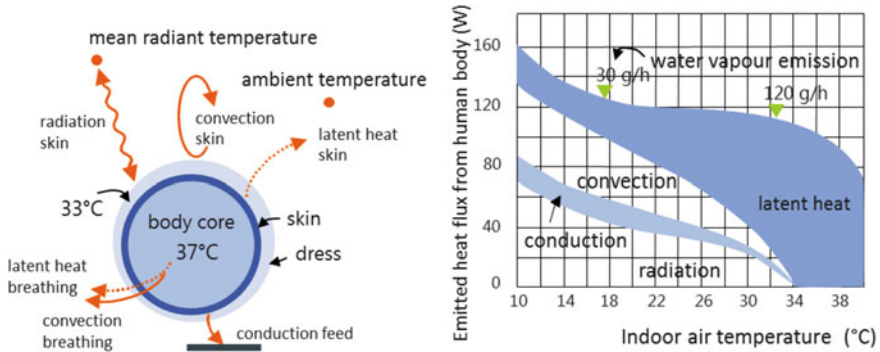 mean radiant temperature
ambient temperature
radiation
skin
convection
skin
latent heat
skin
33°C
body core
37°C
skin
dress
latent heat
breathing
convection
breathing
conduction feed
Emitted heat flux from human body (W)
160
120
80
40
0
water vapour emission
30 g/h
120 g/h
convection
latent heat
conduction
radiation
10
14
18
22
26
30
34
38
Indoor air temperature (°C)